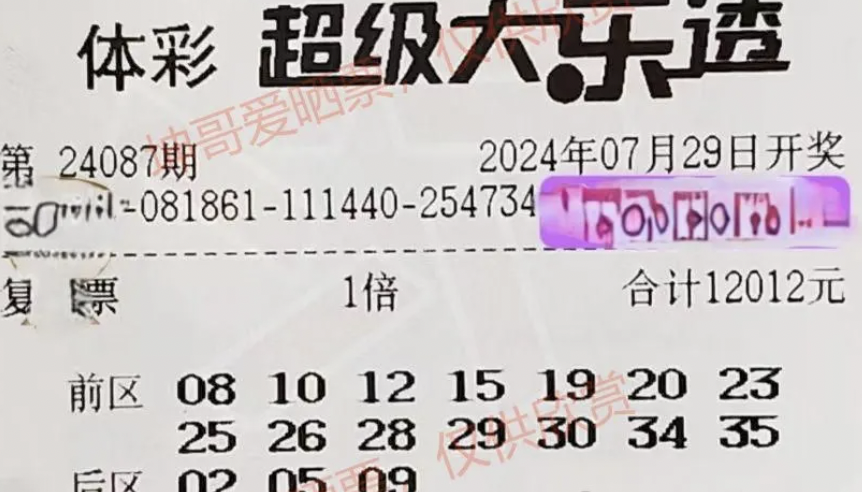 体彩 超级大乐透
第 24087期 2024年07月29日开奖
-081861-111440-254734
复 票 1倍 合计12012元
前区 08 10 12 15 19 20 23
25 26 28 29 30 34 35
后区 02 05 09
坤哥爱晒票，仅供欣赏
仅供欣赏